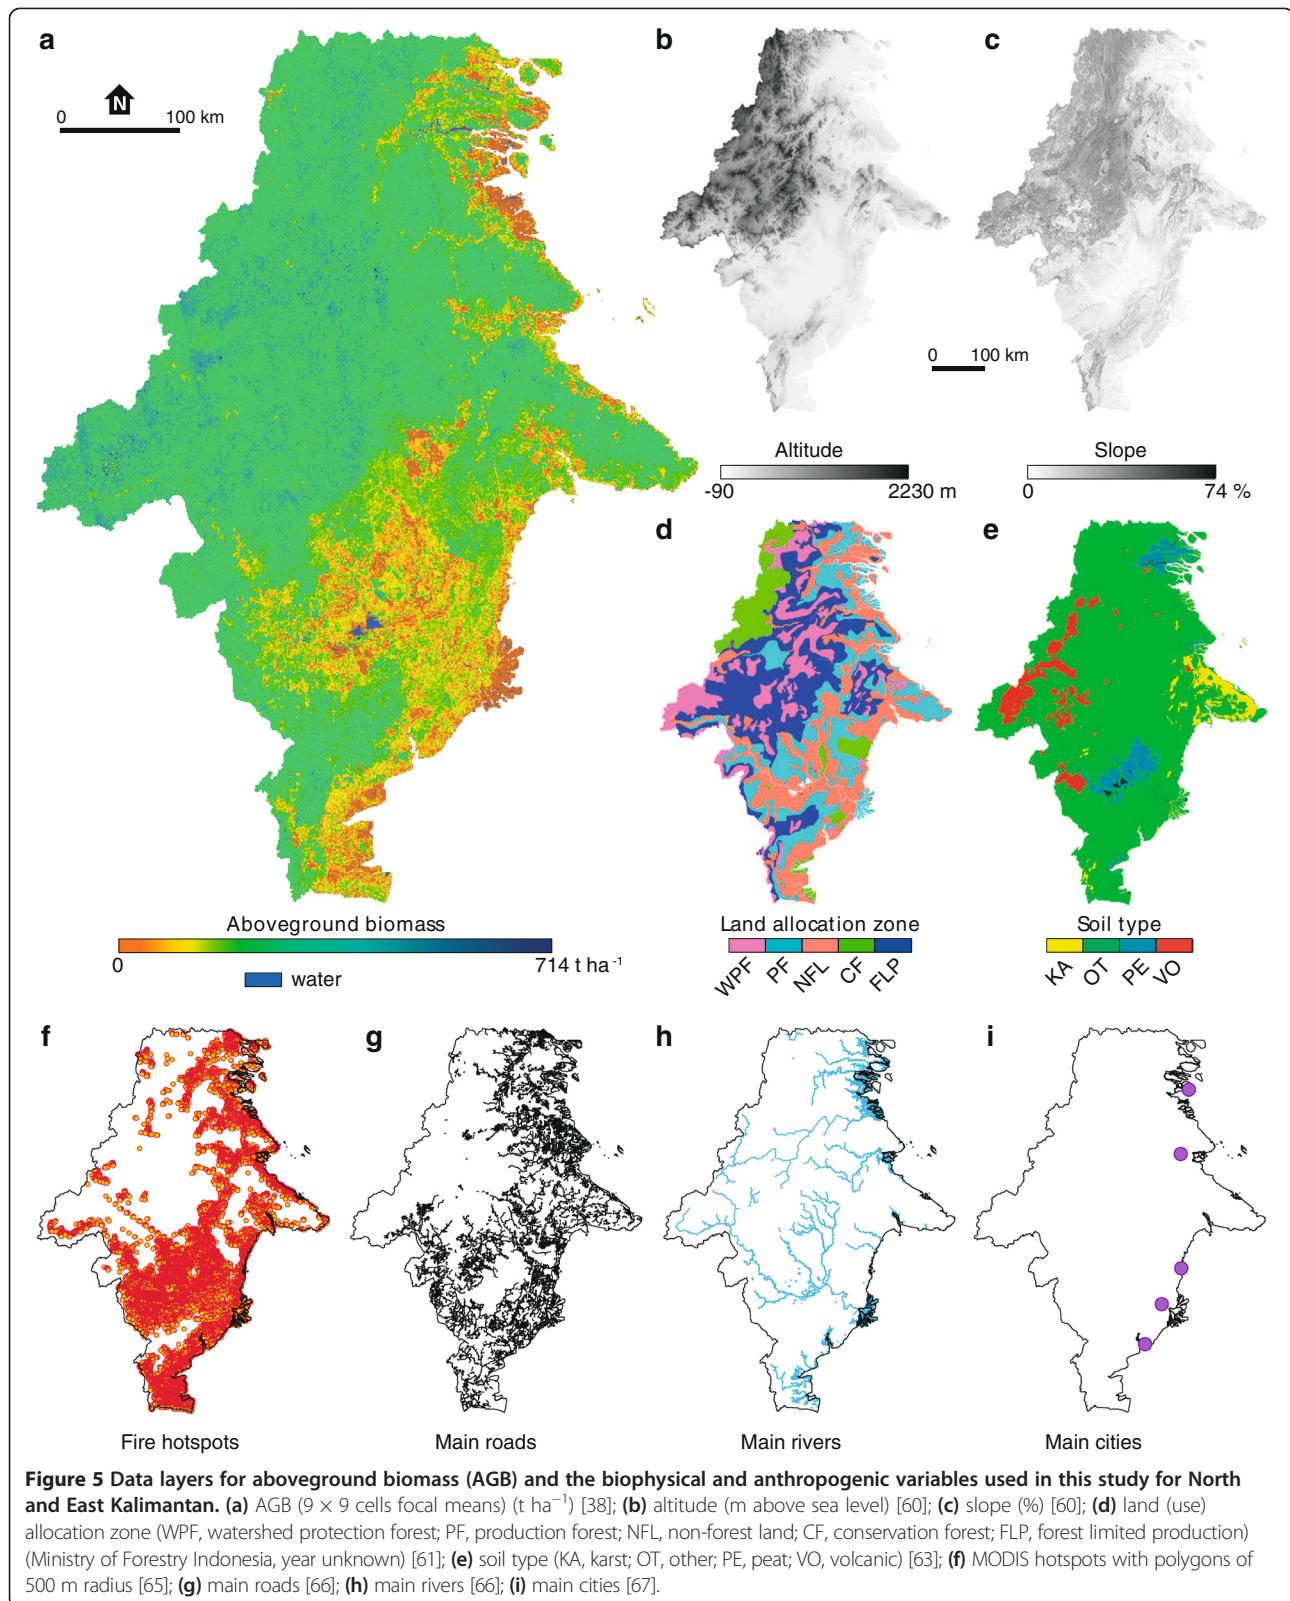 a
b
c
N
0 100 km
0 100 km
Altitude
-90 2230 m
Slope
0 74 %
d
e
Aboveground biomass
0 714 t ha⁻¹
water
Land allocation zone
WPF PF NFL CF FLP
Soil type
KA OT PE VO
f
g
h
i
Fire hotspots
Main roads
Main rivers
Main cities
Figure 5 Data layers for aboveground biomass (AGB) and the biophysical and anthropogenic variables used in this study for North
and East Kalimantan. (a) AGB (9 × 9 cells focal means) (t ha⁻¹) [38]; (b) altitude (m above sea level) [60]; (c) slope (%) [60]; (d) land (use)
allocation zone (WPF, watershed protection forest; PF, production forest; NFL, non-forest land; CF, conservation forest; FLP, forest limited production)
(Ministry of Forestry Indonesia, year unknown) [61]; (e) soil type (KA, karst; OT, other; PE, peat; VO, volcanic) [63]; (f) MODIS hotspots with polygons of
500 m radius [65]; (g) main roads [66]; (h) main rivers [66]; (i) main cities [67].